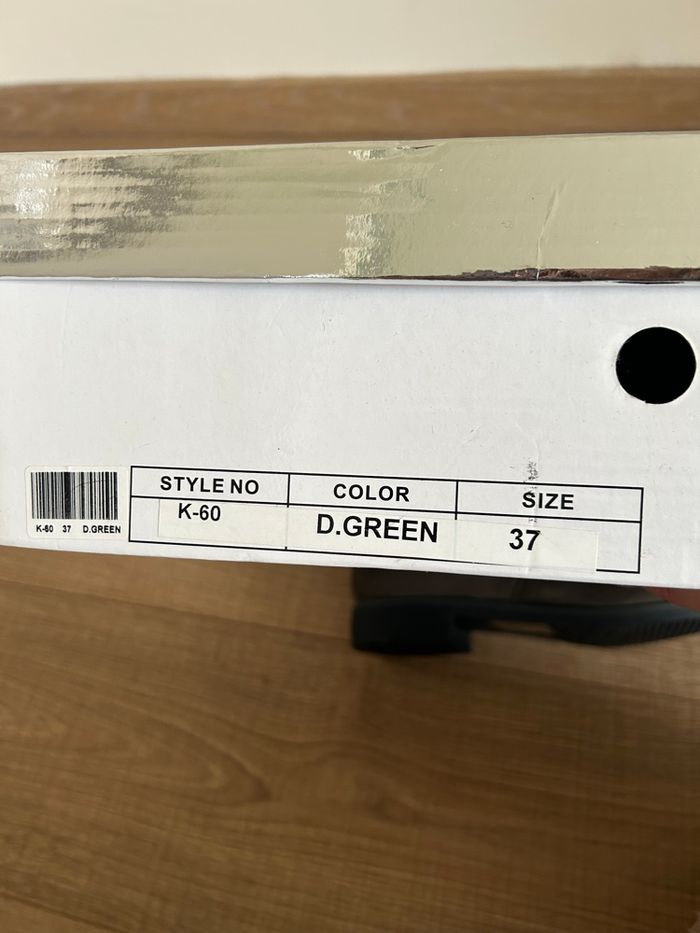 STYLE NO COLOR SIZE
K-60 D.GREEN 37
K-60 37 D.GREEN